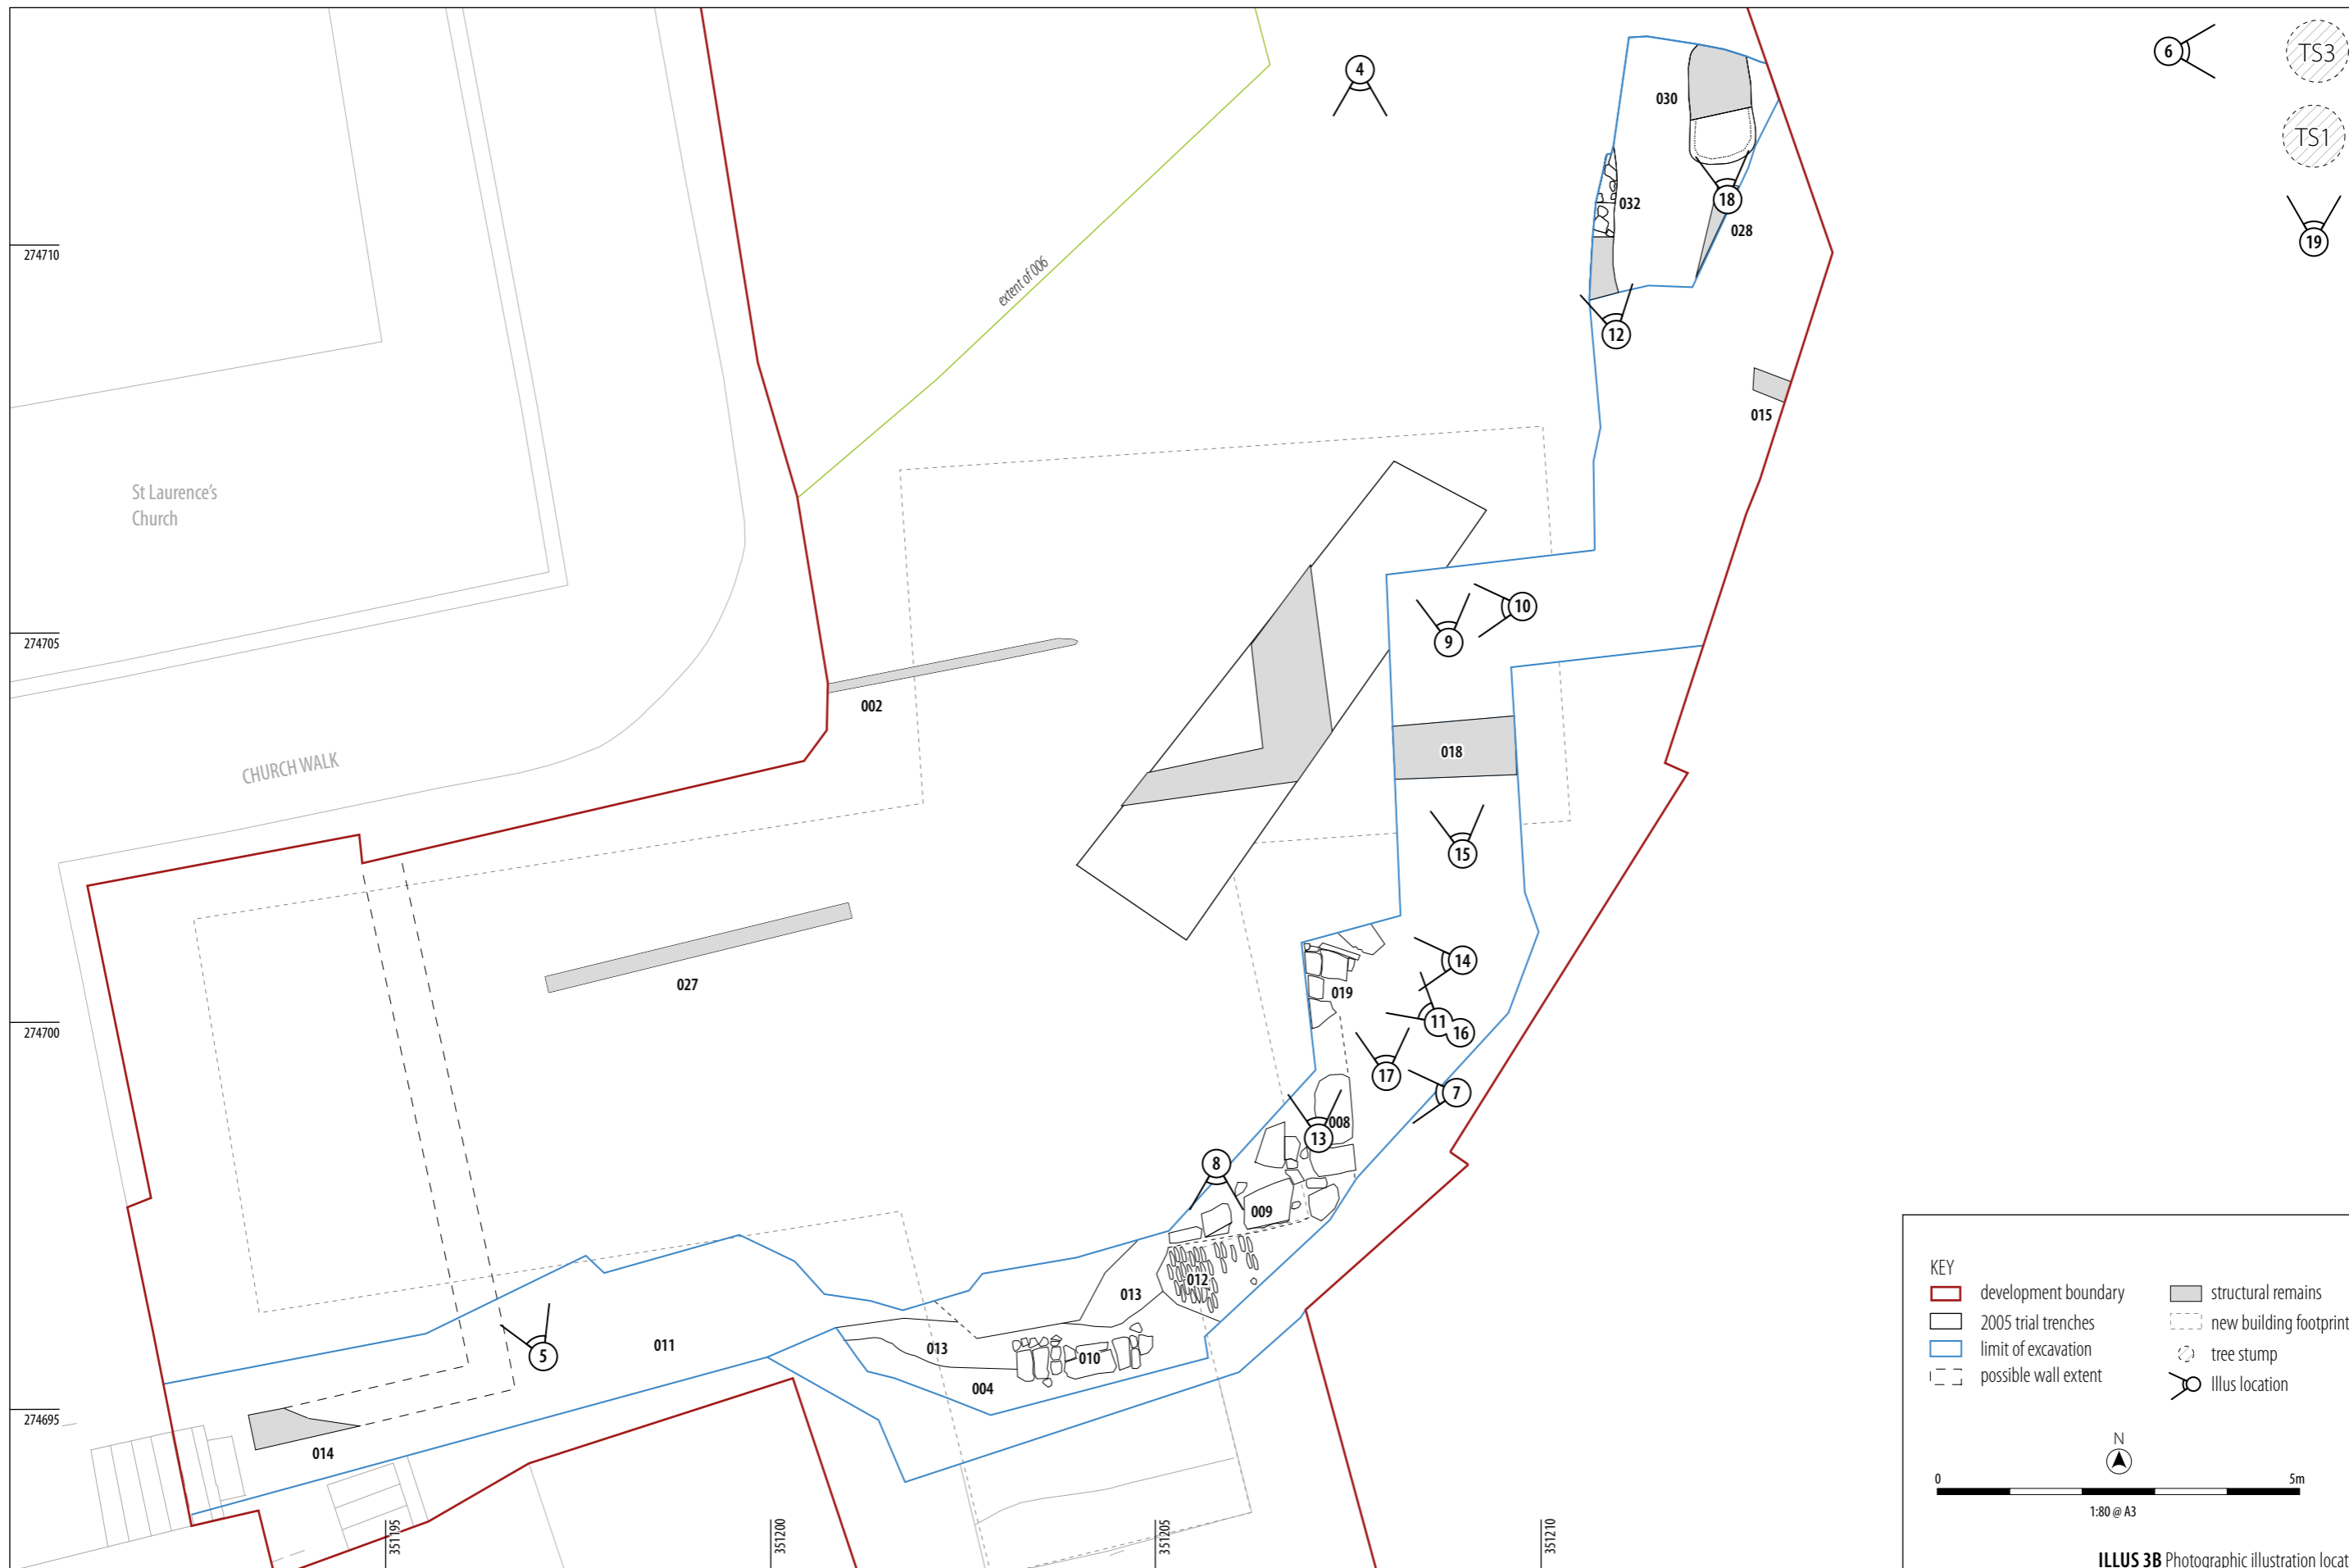 4
6
TS3
030
TS1
18
032
028
19
274710
12
extent of 006
015
St Laurence's
Church
10
9
274705
002
018
CHURCH WALK
15
14
027
019
274700
11
16
17
7
008
13
8
009
012
013
013
011
5
010
004
274695
014
351195
351200
351205
351210
KEY
development boundary
2005 trial trenches
limit of excavation
possible wall extent
structural remains
new building footprint
tree stump
Illus location
N
0
5m
1:80 @ A3
ILLUS 3B Photographic illustration